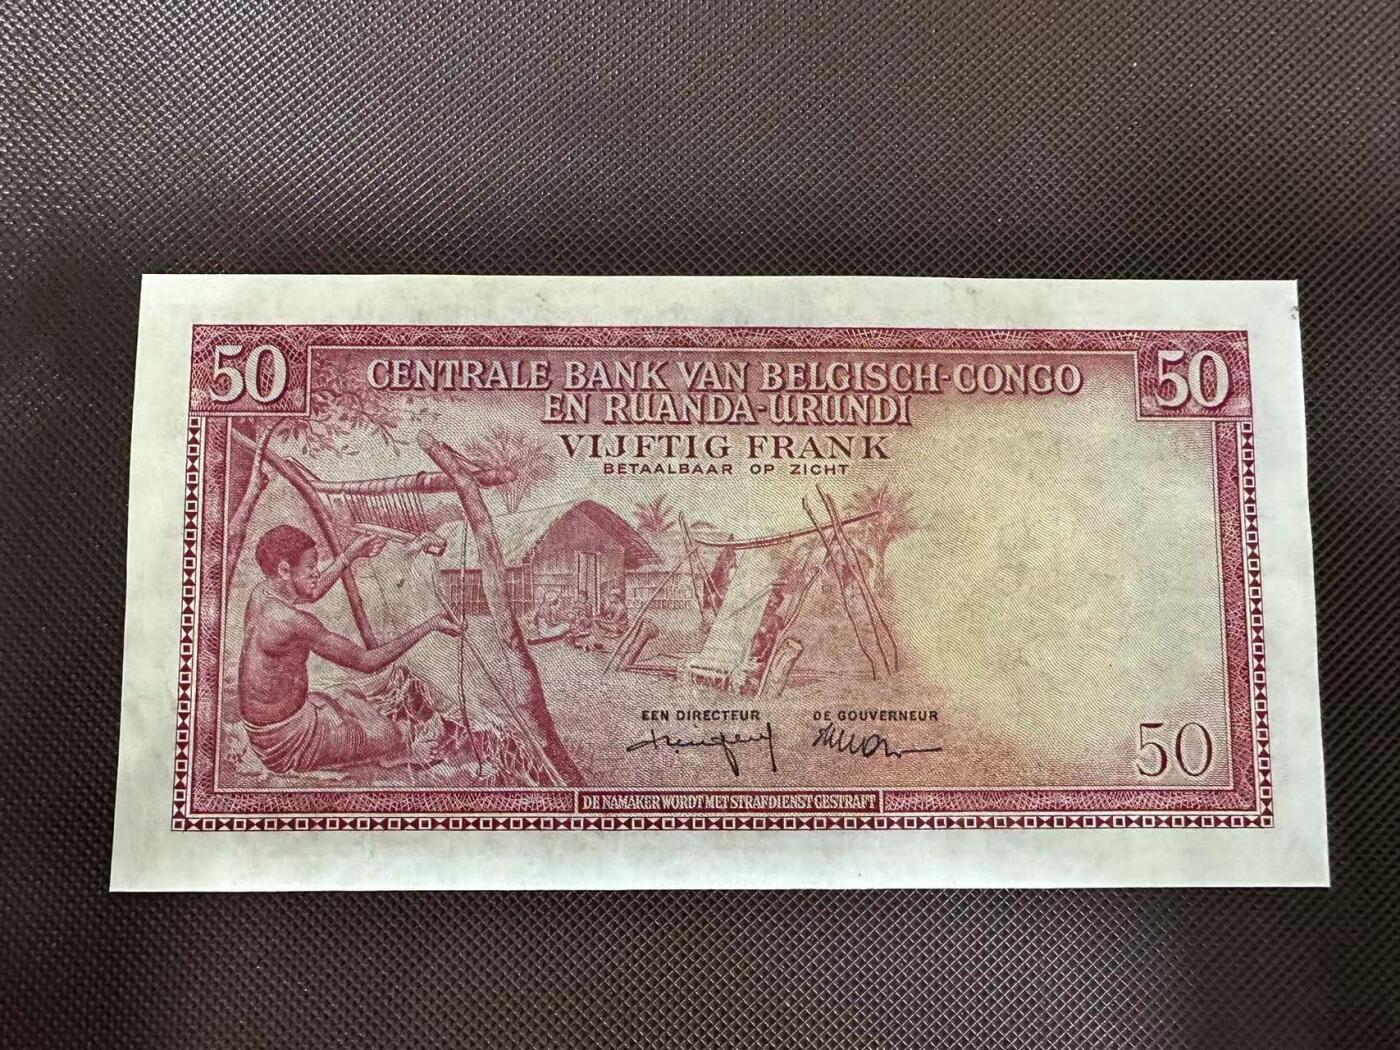 50 50
CENTRALE BANK VAN BELGISCH-CONGO
EN RUANDA-URUNDI
VIJFTIG FRANK
BETAALBAAR OP ZICHT
EEN DIRECTEUR DE GOUVERNEUR
50
DE NAMAKER WORDT MET STRAFDIENST GESTRAFT